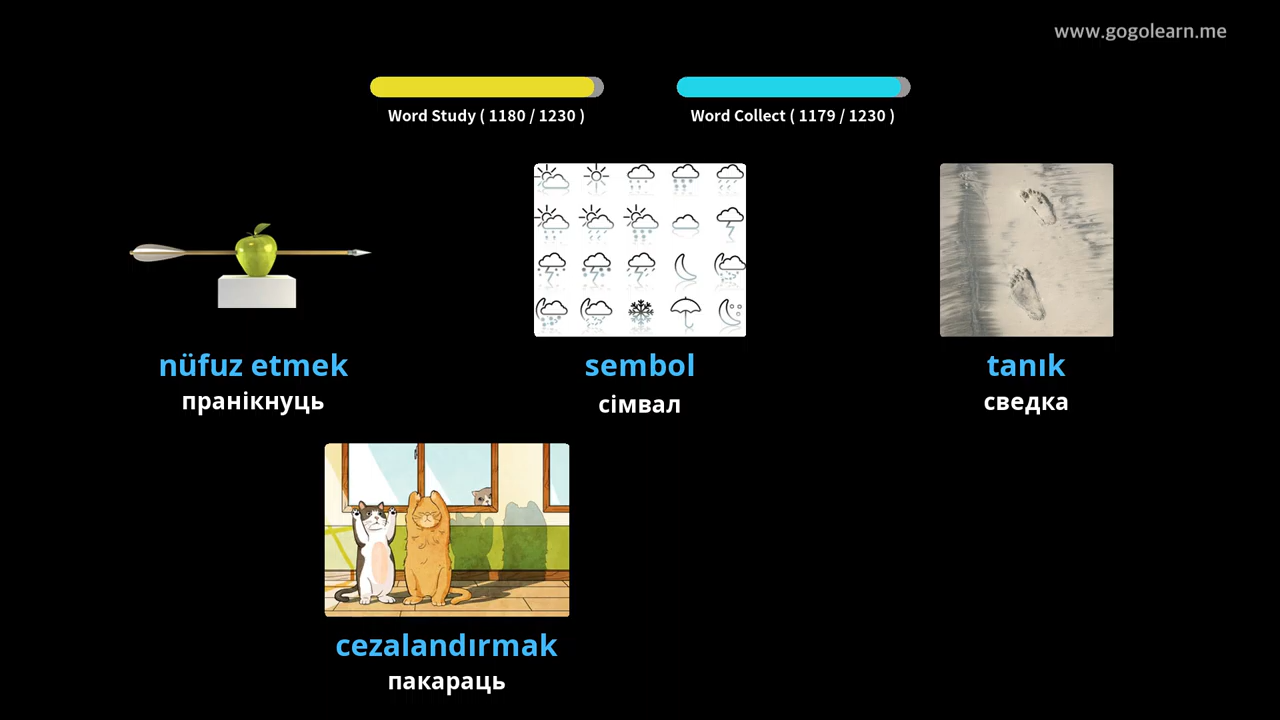 www.gogolearn.me
Word Study ( 1180 / 1230 )
Word Collect ( 1179 / 1230 )
nüfuz etmek
пранікнуць
sembol
сімвал
tanık
сведка
cezalandırmak
пакараць